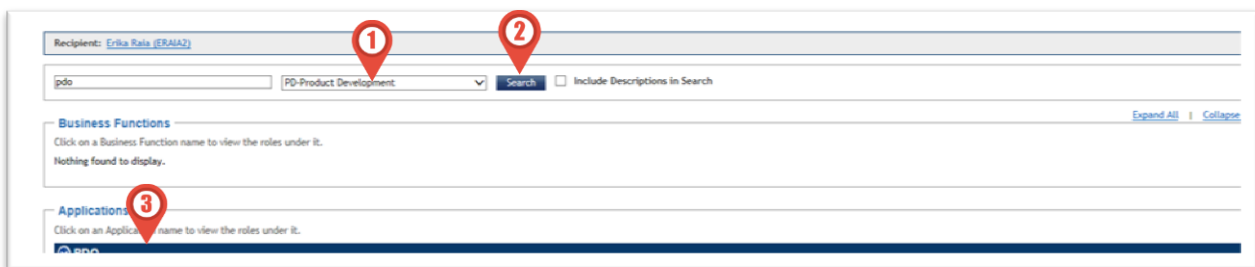 Recipient: Erika Raia (ERAIA2)
1
2
pdo PD-Product Development Search Include Descriptions in Search
Expand All | Collapse
Business Functions
Click on a Business Function name to view the roles under it.
Nothing found to display.
Applications
3
Click on an Application name to view the roles under it.
PDO